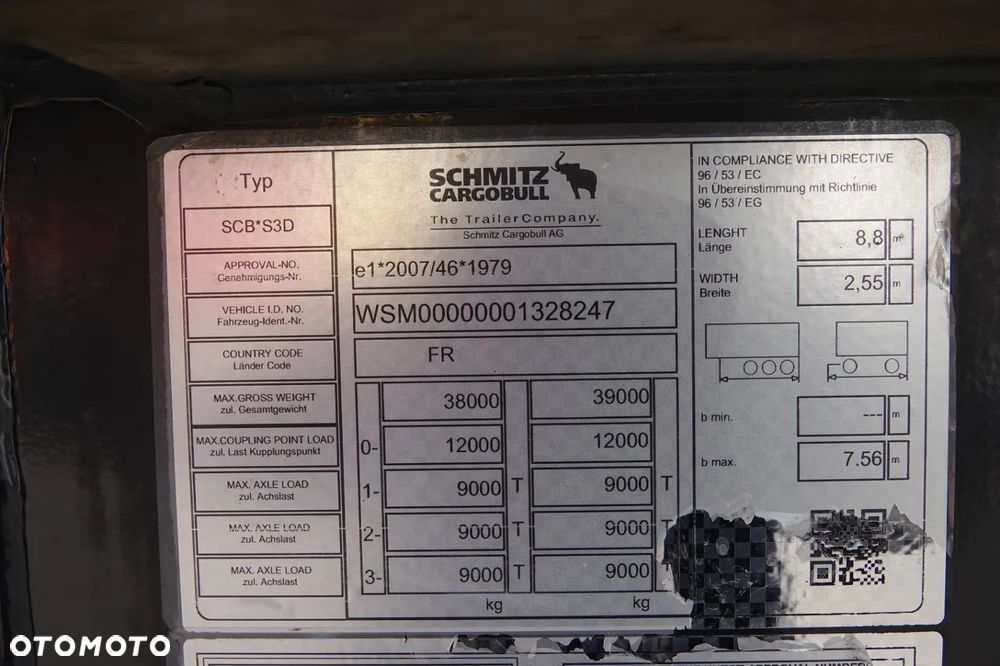 Typ
SCB*S3D
SCHMITZ
CARGOBULL
The TrailerCompany.
Schmitz Cargobull AG
IN COMPLIANCE WITH DIRECTIVE
96 / 53 / EC
In Übereinstimmung mit Richtlinie
96 / 53 / EG
LENGHT
Länge
8,8 m
WIDTH
Breite
2,55 m
APPROVAL-NO.
Genehmigungs-Nr.
e1*2007/46*1979
VEHICLE I.D. NO.
Fahrzeug-Ident.-Nr.
WSM00000001328247
COUNTRY CODE
Länder Code
FR
MAX.GROSS WEIGHT
zul. Gesamtgewicht
38000 39000
MAX.COUPLING POINT LOAD
zul. Last Kupplungspunkt
0- 12000 12000
MAX. AXLE LOAD
zul. Achslast
1- 9000 T 9000 T
MAX. AXLE LOAD
zul. Achslast
2- 9000 T 9000 T
MAX. AXLE LOAD
zul. Achslast
3- 9000 T 9000
kg kg
b min. --- m
b max. 7.56 m
OTOMOTO